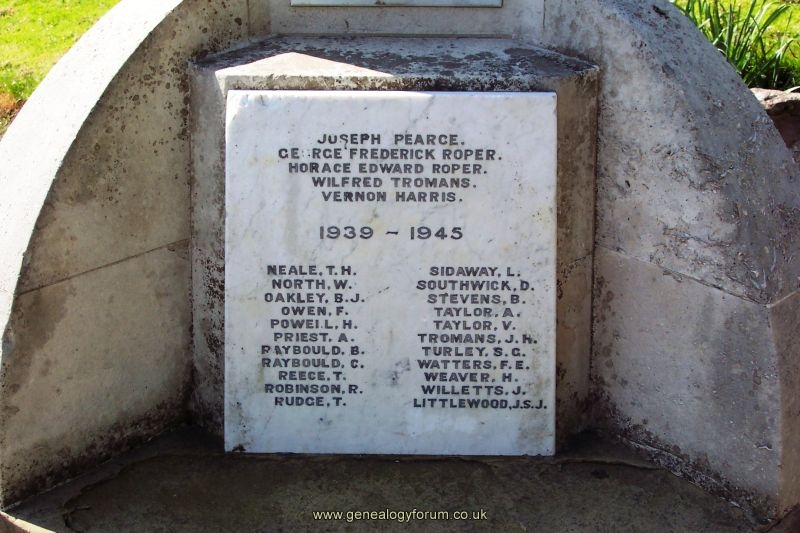 JOSEPH PEARCE.
GEORGE FREDERICK ROPER.
HORACE EDWARD ROPER.
WILFRED TROMANS.
VERNON HARRIS.
1939 - 1945
NEALE, T. H.
NORTH, W.
OAKLEY, B. J.
OWEN, F.
POWELL, H.
PRIEST, A.
RAYBOULD, B.
RAYBOULD, C.
REECE, T.
ROBINSON, R.
RUDGE, T.
SIDAWAY, L.
SOUTHWICK, D.
STEVENS, B.
TAYLOR, A.
TAYLOR, V.
TROMANS, J. H.
TURLEY, S. G.
WATTERS, F. E.
WEAVER, H.
WILLETTS, J.
LITTLEWOOD, J. S. J.
www.genealogyforum.co.uk